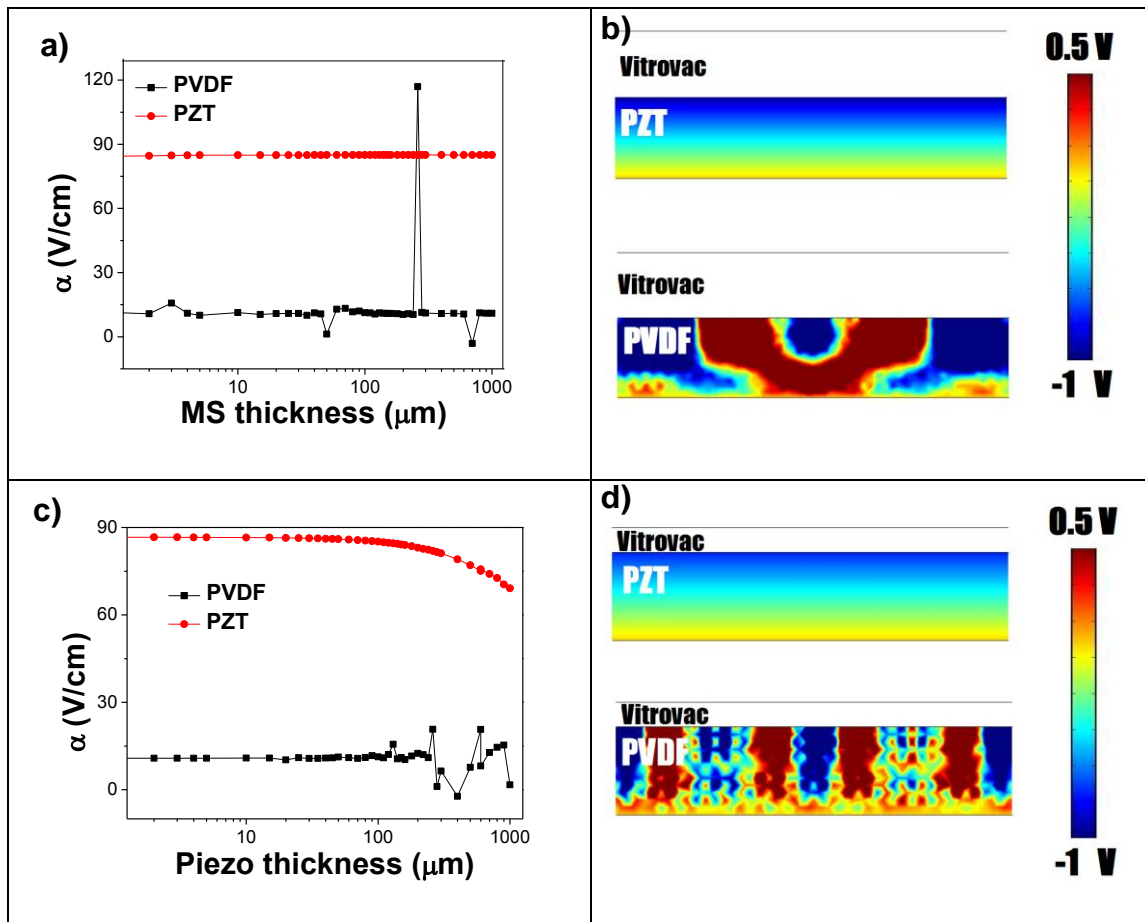 a)
120
90
60
30
0
α (V/cm)
PVDF
PZT
10
100
1000
MS thickness (μm)
b)
Vitrovac
PZT
Vitrovac
PVDF
0.5 V
-1 V
c)
90
60
30
0
α (V/cm)
PVDF
PZT
10
100
1000
Piezo thickness (μm)
d)
Vitrovac
PZT
Vitrovac
PVDF
0.5 V
-1 V